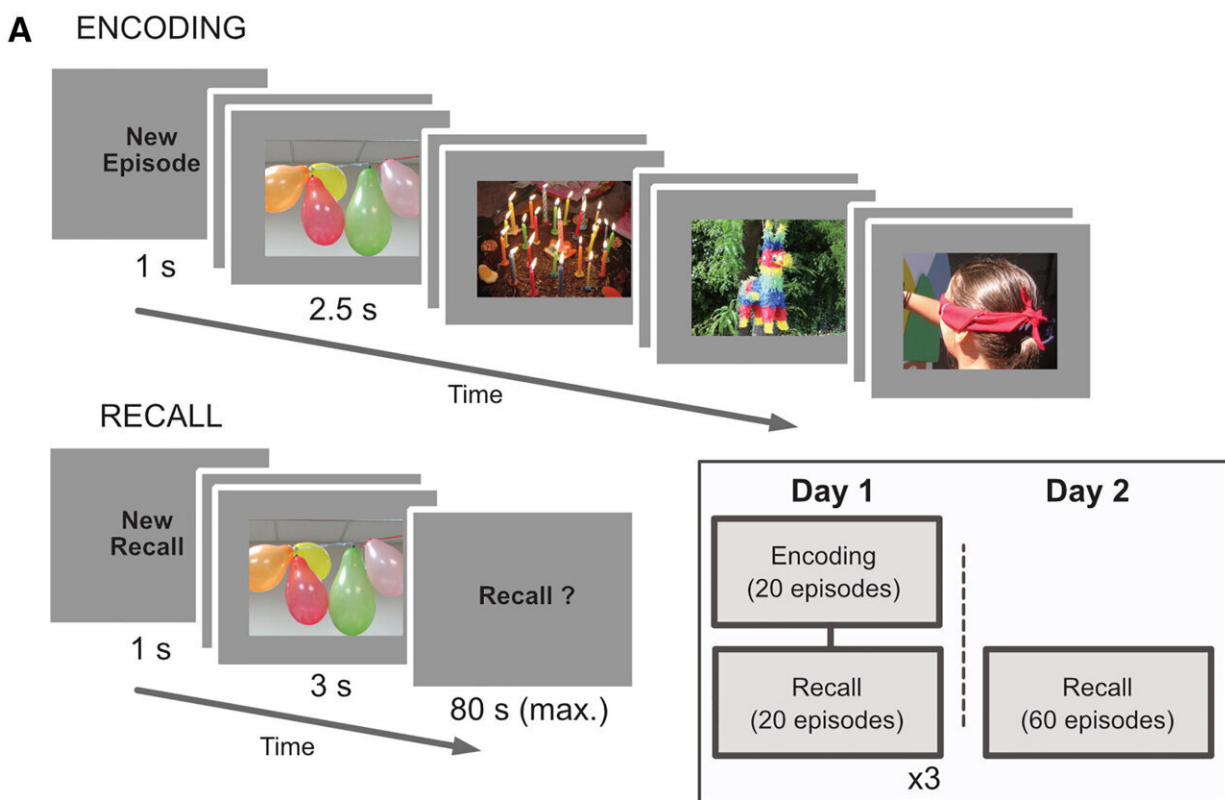 A ENCODING
New
Episode
1 s
2.5 s
Time
RECALL
New
Recall
Recall ?
1 s
3 s
80 s (max.)
Time
Day 1
Day 2
Encoding
(20 episodes)
Recall
(20 episodes)
Recall
(60 episodes)
x3